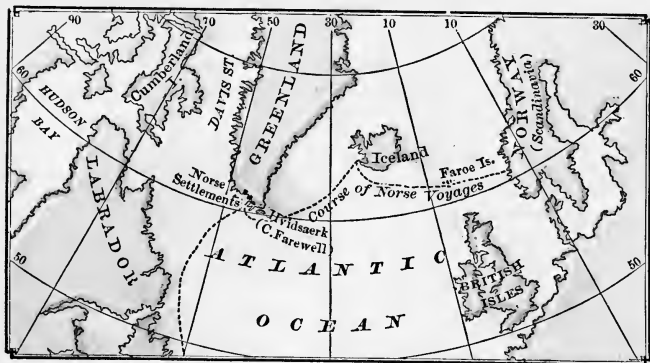 90
70
50
30
10
10
30
60
HUDSON
BAY
Cumberland
DAVIS ST
GREENLAND
NORWAY
(Scandinavia)
60
LABRADOR
Norse
Settlements
Iceland
Faroe Is.
Course of Norse Voyages
Hvidsaerk
(C. Farewell)
50
ATLANTIC
OCEAN
BRITISH
ISLES
50